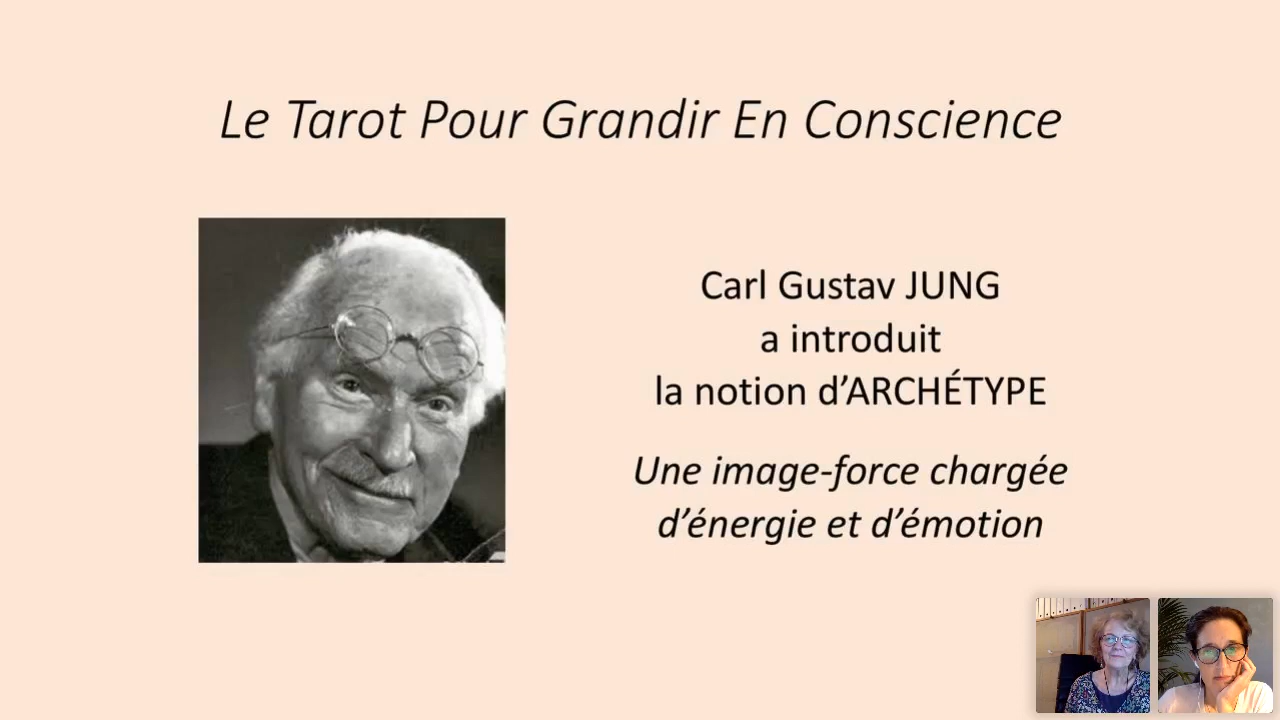 Le Tarot Pour Grandir En Conscience
Carl Gustav JUNG
a introduit
la notion d’ARCHÉTYPE
Une image-force chargée
d’énergie et d’émotion